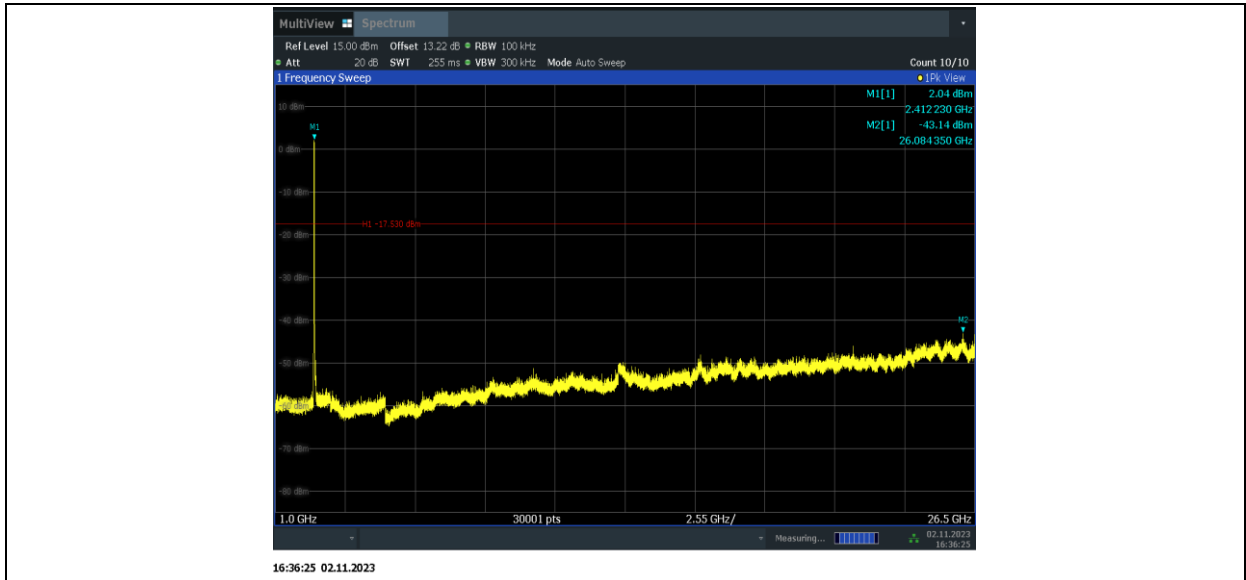 MultiView Spectrum
Ref Level 15.00 dBm Offset 13.22 dB RBW 100 kHz
Att 20 dB SWT 255 ms VBW 300 kHz Mode Auto Sweep Count 10/10
1 Frequency Sweep 1Pk View
M1[1] 2.04 dBm
10 dBm
2.412230 GHz
M2[1] -43.14 dBm
M1
0 dBm
26.084350 GHz
-10 dBm
H1 -17.530 dBm
-20 dBm
-30 dBm
-40 dBm
M2
-50 dBm
-70 dBm
-80 dBm
1.0 GHz 30001 pts 2.55 GHz/ 26.5 GHz
Measuring... 02.11.2023
16:36:25
16:36:25 02.11.2023